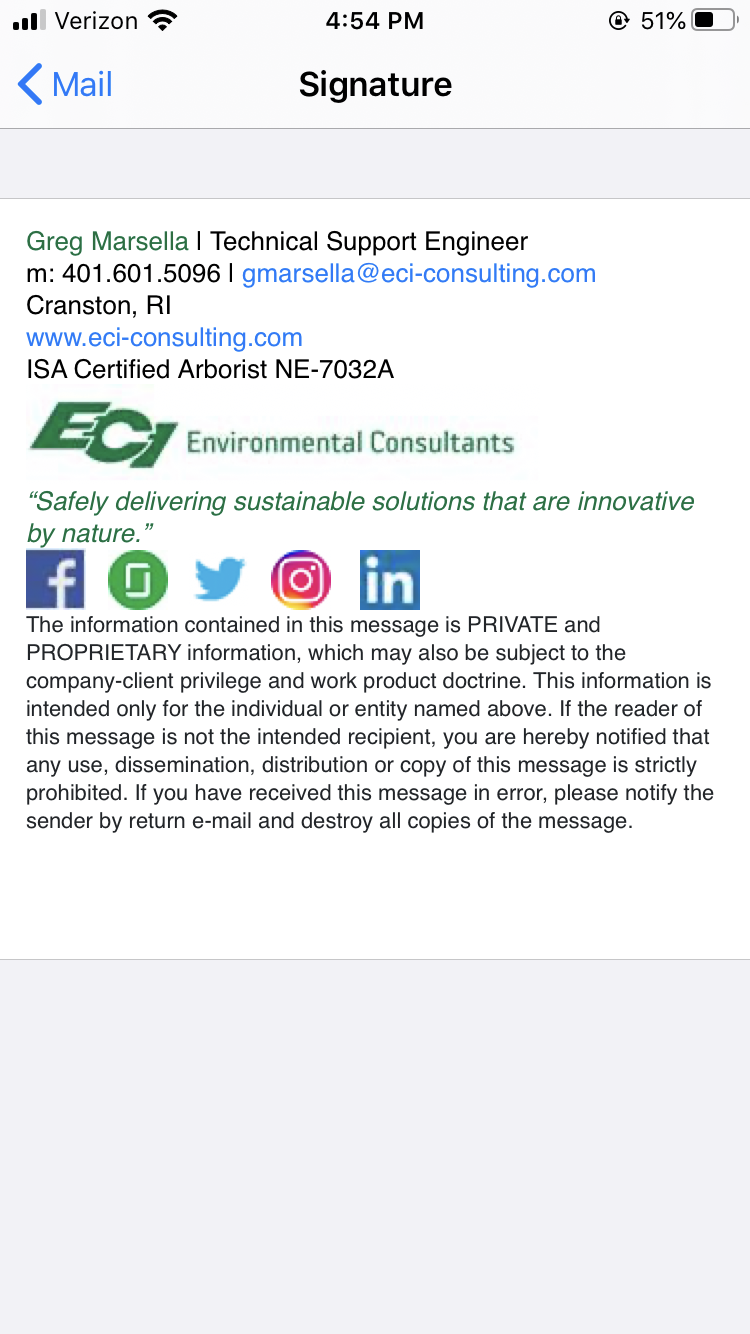 Verizon 4:54 PM 51%
Mail Signature
Greg Marsella | Technical Support Engineer
m: 401.601.5096 | gmarsella@eci-consulting.com
Cranston, RI
www.eci-consulting.com
ISA Certified Arborist NE-7032A
ECI Environmental Consultants
“Safely delivering sustainable solutions that are innovative
by nature.”
f in
The information contained in this message is PRIVATE and
PROPRIETARY information, which may also be subject to the
company-client privilege and work product doctrine. This information is
intended only for the individual or entity named above. If the reader of
this message is not the intended recipient, you are hereby notified that
any use, dissemination, distribution or copy of this message is strictly
prohibited. If you have received this message in error, please notify the
sender by return e-mail and destroy all copies of the message.